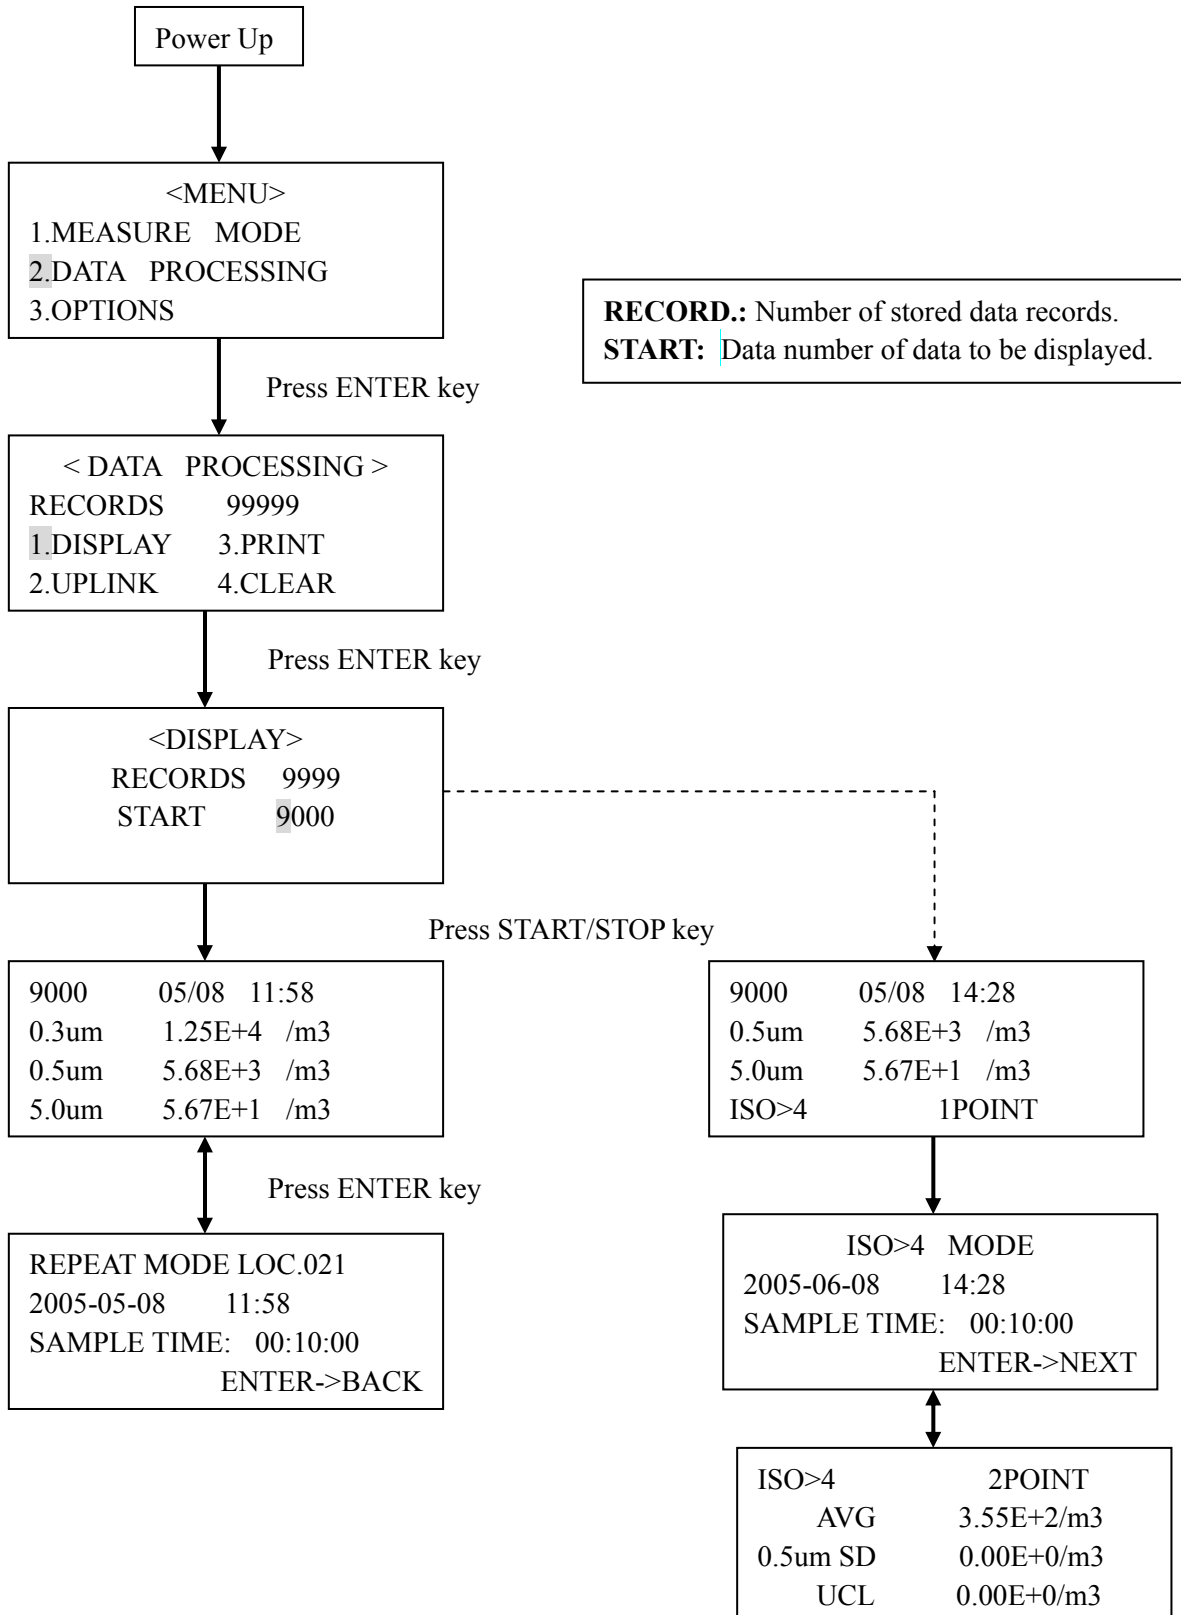 Power Up
<MENU>
1.MEASURE MODE
2.DATA PROCESSING
3.OPTIONS
RECORD.: Number of stored data records.
START: Data number of data to be displayed.
Press ENTER key
< DATA PROCESSING >
RECORDS 99999
1.DISPLAY 3.PRINT
2.UPLINK 4.CLEAR
Press ENTER key
<DISPLAY>
RECORDS 9999
START 9000
Press START/STOP key
9000 05/08 11:58
0.3um 1.25E+4 /m3
0.5um 5.68E+3 /m3
5.0um 5.67E+1 /m3
9000 05/08 14:28
0.5um 5.68E+3 /m3
5.0um 5.67E+1 /m3
ISO>4 1POINT
Press ENTER key
REPEAT MODE LOC.021
2005-05-08 11:58
SAMPLE TIME: 00:10:00
ENTER->BACK
ISO>4 MODE
2005-06-08 14:28
SAMPLE TIME: 00:10:00
ENTER->NEXT
ISO>4 2POINT
AVG 3.55E+2/m3
0.5um SD 0.00E+0/m3
UCL 0.00E+0/m3